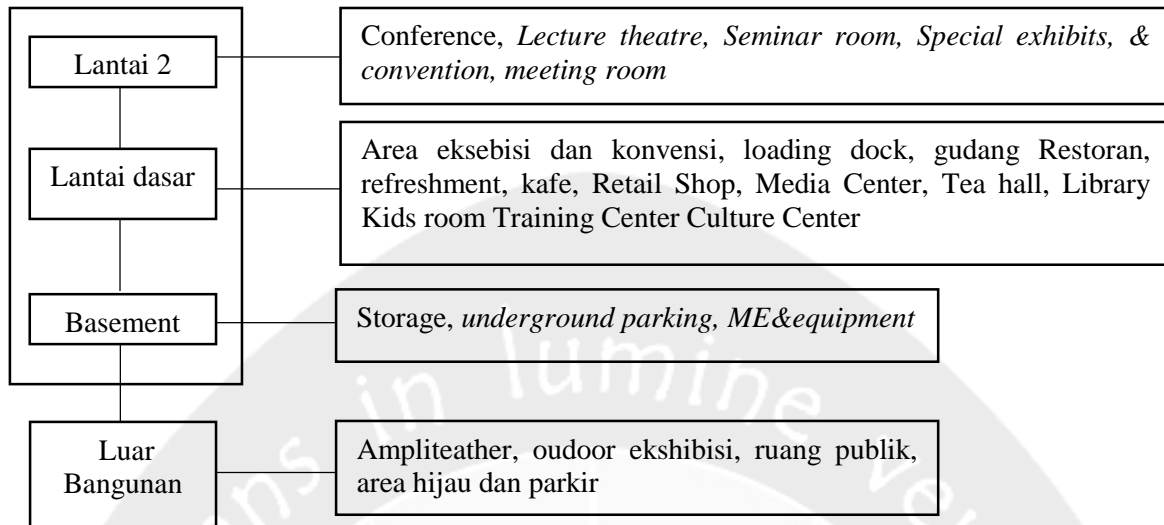 Lantai 2
Conference, Lecture theatre, Seminar room, Special exhibits, &
convention, meeting room
Lantai dasar
Area eksebisi dan konvensi, loading dock, gudang Restoran,
refreshment, kafe, Retail Shop, Media Center, Tea hall, Library
Kids room Training Center Culture Center
Basement
Storage, underground parking, ME&equipment
Luar
Bangunan
Ampliteather, oudoor ekshibisi, ruang publik,
area hijau dan parkir
in lumine